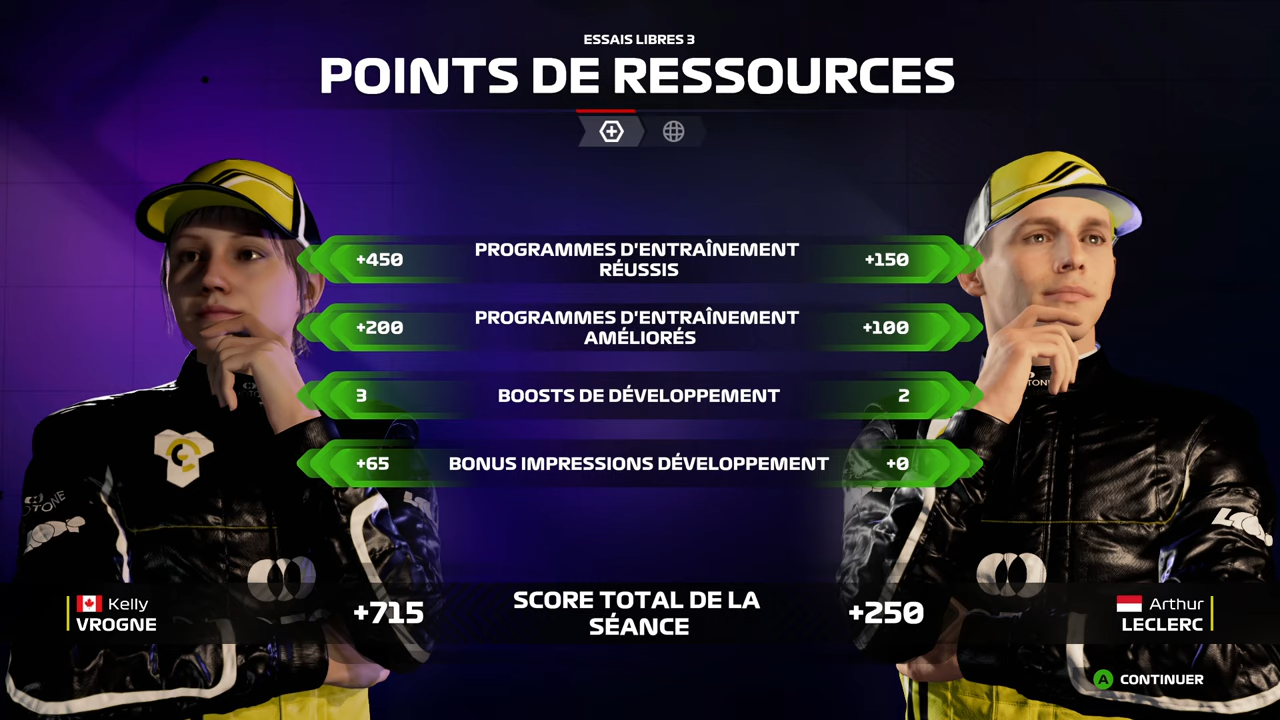 ESSAIS LIBRES 3
POINTS DE RESSOURCES
+450
PROGRAMMES D'ENTRAÎNEMENT
RÉUSSIS
+150
+200
PROGRAMMES D'ENTRAÎNEMENT
AMÉLIORÉS
+100
3
BOOSTS DE DÉVELOPPEMENT
2
+65
BONUS IMPRESSIONS DÉVELOPPEMENT
+0
Kelly
VROGNE
+715
SCORE TOTAL DE LA
SÉANCE
+250
Arthur
LECLERC
A CONTINUER